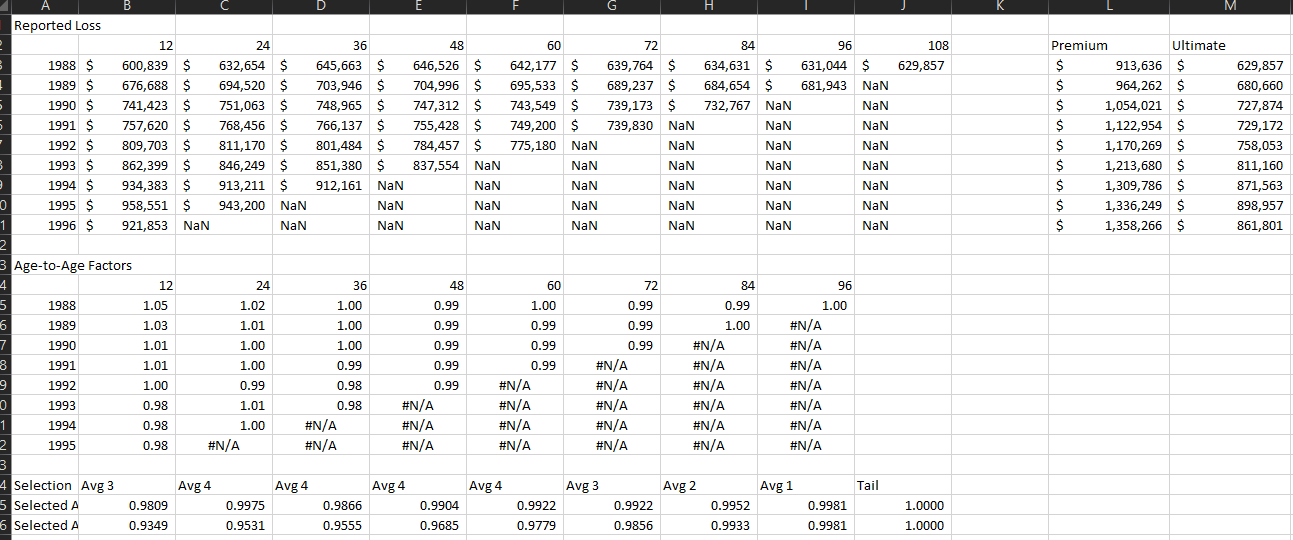 A B C D E F G H I J K L M
Reported Loss
12 24 36 48 60 72 84 96 108 Premium Ultimate
1988 $ 600,839 $ 632,654 $ 645,663 $ 646,526 $ 642,177 $ 639,764 $ 634,631 $ 631,044 $ 629,857 $ 913,636 $ 629,857
1989 $ 676,688 $ 694,520 $ 703,946 $ 704,996 $ 695,533 $ 689,237 $ 684,654 $ 681,943 NaN $ 964,262 $ 680,660
1990 $ 741,423 $ 751,063 $ 748,965 $ 747,312 $ 743,549 $ 739,173 $ 732,767 NaN NaN $ 1,054,021 $ 727,874
1991 $ 757,620 $ 768,456 $ 766,137 $ 755,428 $ 749,200 $ 739,830 NaN NaN NaN $ 1,122,954 $ 729,172
1992 $ 809,703 $ 811,170 $ 801,484 $ 784,457 $ 775,180 NaN NaN NaN NaN $ 1,170,269 $ 758,053
1993 $ 862,399 $ 846,249 $ 851,380 $ 837,554 NaN NaN NaN NaN NaN $ 1,213,680 $ 811,160
1994 $ 934,383 $ 913,211 $ 912,161 NaN NaN NaN NaN NaN NaN $ 1,309,786 $ 871,563
1995 $ 958,551 $ 943,200 NaN NaN NaN NaN NaN NaN NaN $ 1,336,249 $ 898,957
1996 $ 921,853 NaN NaN NaN NaN NaN NaN NaN NaN $ 1,358,266 $ 861,801
Age-to-Age Factors
12 24 36 48 60 72 84 96
1988 1.05 1.02 1.00 0.99 1.00 0.99 0.99 1.00
1989 1.03 1.01 1.00 0.99 0.99 0.99 1.00 #N/A
1990 1.01 1.00 1.00 0.99 0.99 0.99 #N/A #N/A
1991 1.01 1.00 0.99 0.99 0.99 #N/A #N/A #N/A
1992 1.00 0.99 0.98 0.99 #N/A #N/A #N/A #N/A
1993 0.98 1.01 0.98 #N/A #N/A #N/A #N/A #N/A
1994 0.98 1.00 #N/A #N/A #N/A #N/A #N/A #N/A
1995 0.98 #N/A #N/A #N/A #N/A #N/A #N/A #N/A
Selection Avg 3 Avg 4 Avg 4 Avg 4 Avg 4 Avg 3 Avg 2 Avg 1 Tail
Selected A 0.9809 0.9975 0.9866 0.9904 0.9922 0.9922 0.9952 0.9981 1.0000
Selected A 0.9349 0.9531 0.9555 0.9685 0.9779 0.9856 0.9933 0.9981 1.0000